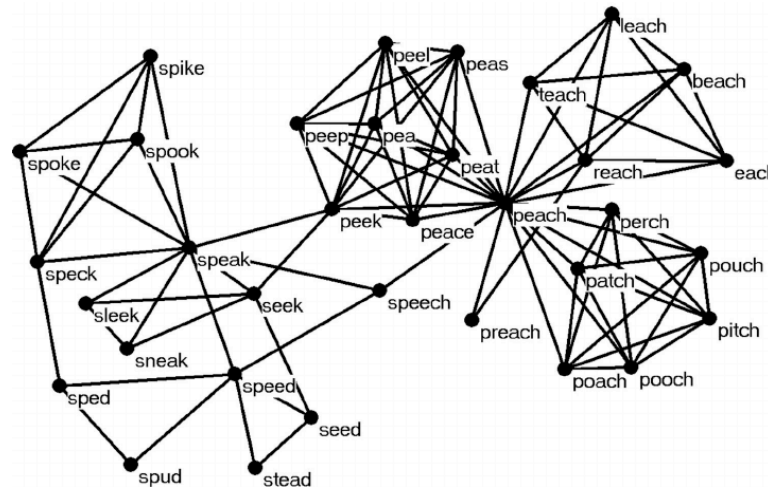 leach
spike
peel
peas
beach
teach
peep
pea
spoke
spook
peat
reach
each
peek
peace
peach
perch
speck
speak
pouch
patch
sleek
seek
speech
preach
pitch
sneak
poach
pooch
sped
speed
seed
spud
stead